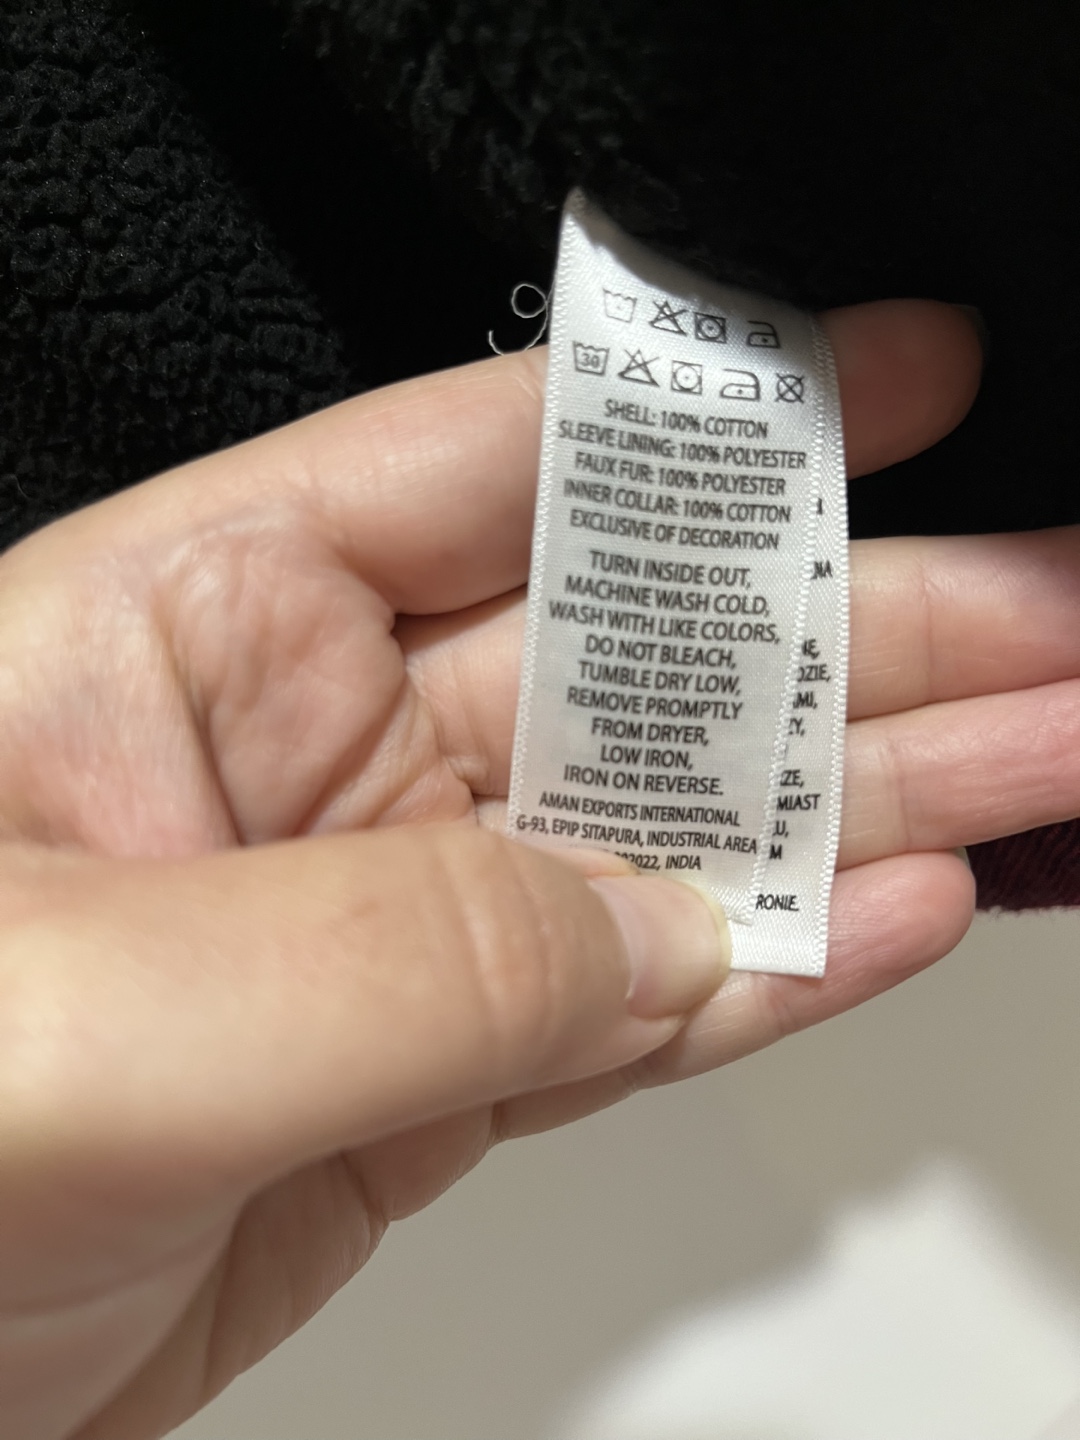 30
SHELL: 100% COTTON
SLEEVE LINING: 100% POLYESTER
FAUX FUR: 100% POLYESTER
INNER COLLAR: 100% COTTON
EXCLUSIVE OF DECORATION
TURN INSIDE OUT,
MACHINE WASH COLD,
WASH WITH LIKE COLORS,
DO NOT BLEACH,
TUMBLE DRY LOW,
REMOVE PROMPTLY
FROM DRYER,
LOW IRON,
IRON ON REVERSE.
AMAN EXPORTS INTERNATIONAL
G-93, EPIP SITAPURA, INDUSTRIAL AREA
INDIA